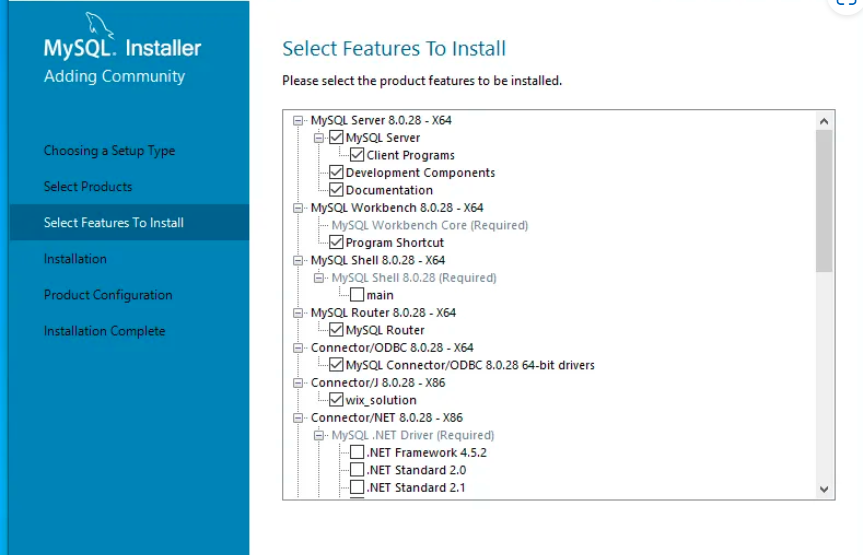 MySQL. Installer
Adding Community
Choosing a Setup Type
Select Products
Select Features To Install
Installation
Product Configuration
Installation Complete
Select Features To Install
Please select the product features to be installed.
MySQL Server 8.0.28 - X64
MySQL Server
Client Programs
Development Components
Documentation
MySQL Workbench 8.0.28 - X64
MySQL Workbench Core (Required)
Program Shortcut
MySQL Shell 8.0.28 - X64
MySQL Shell 8.0.28 (Required)
main
MySQL Router 8.0.28 - X64
MySQL Router
Connector/ODBC 8.0.28 - X64
MySQL Connector/ODBC 8.0.28 64-bit drivers
Connector/J 8.0.28 - X86
wix_solution
Connector/NET 8.0.28 - X86
MySQL .NET Driver (Required)
.NET Framework 4.5.2
.NET Standard 2.0
.NET Standard 2.1